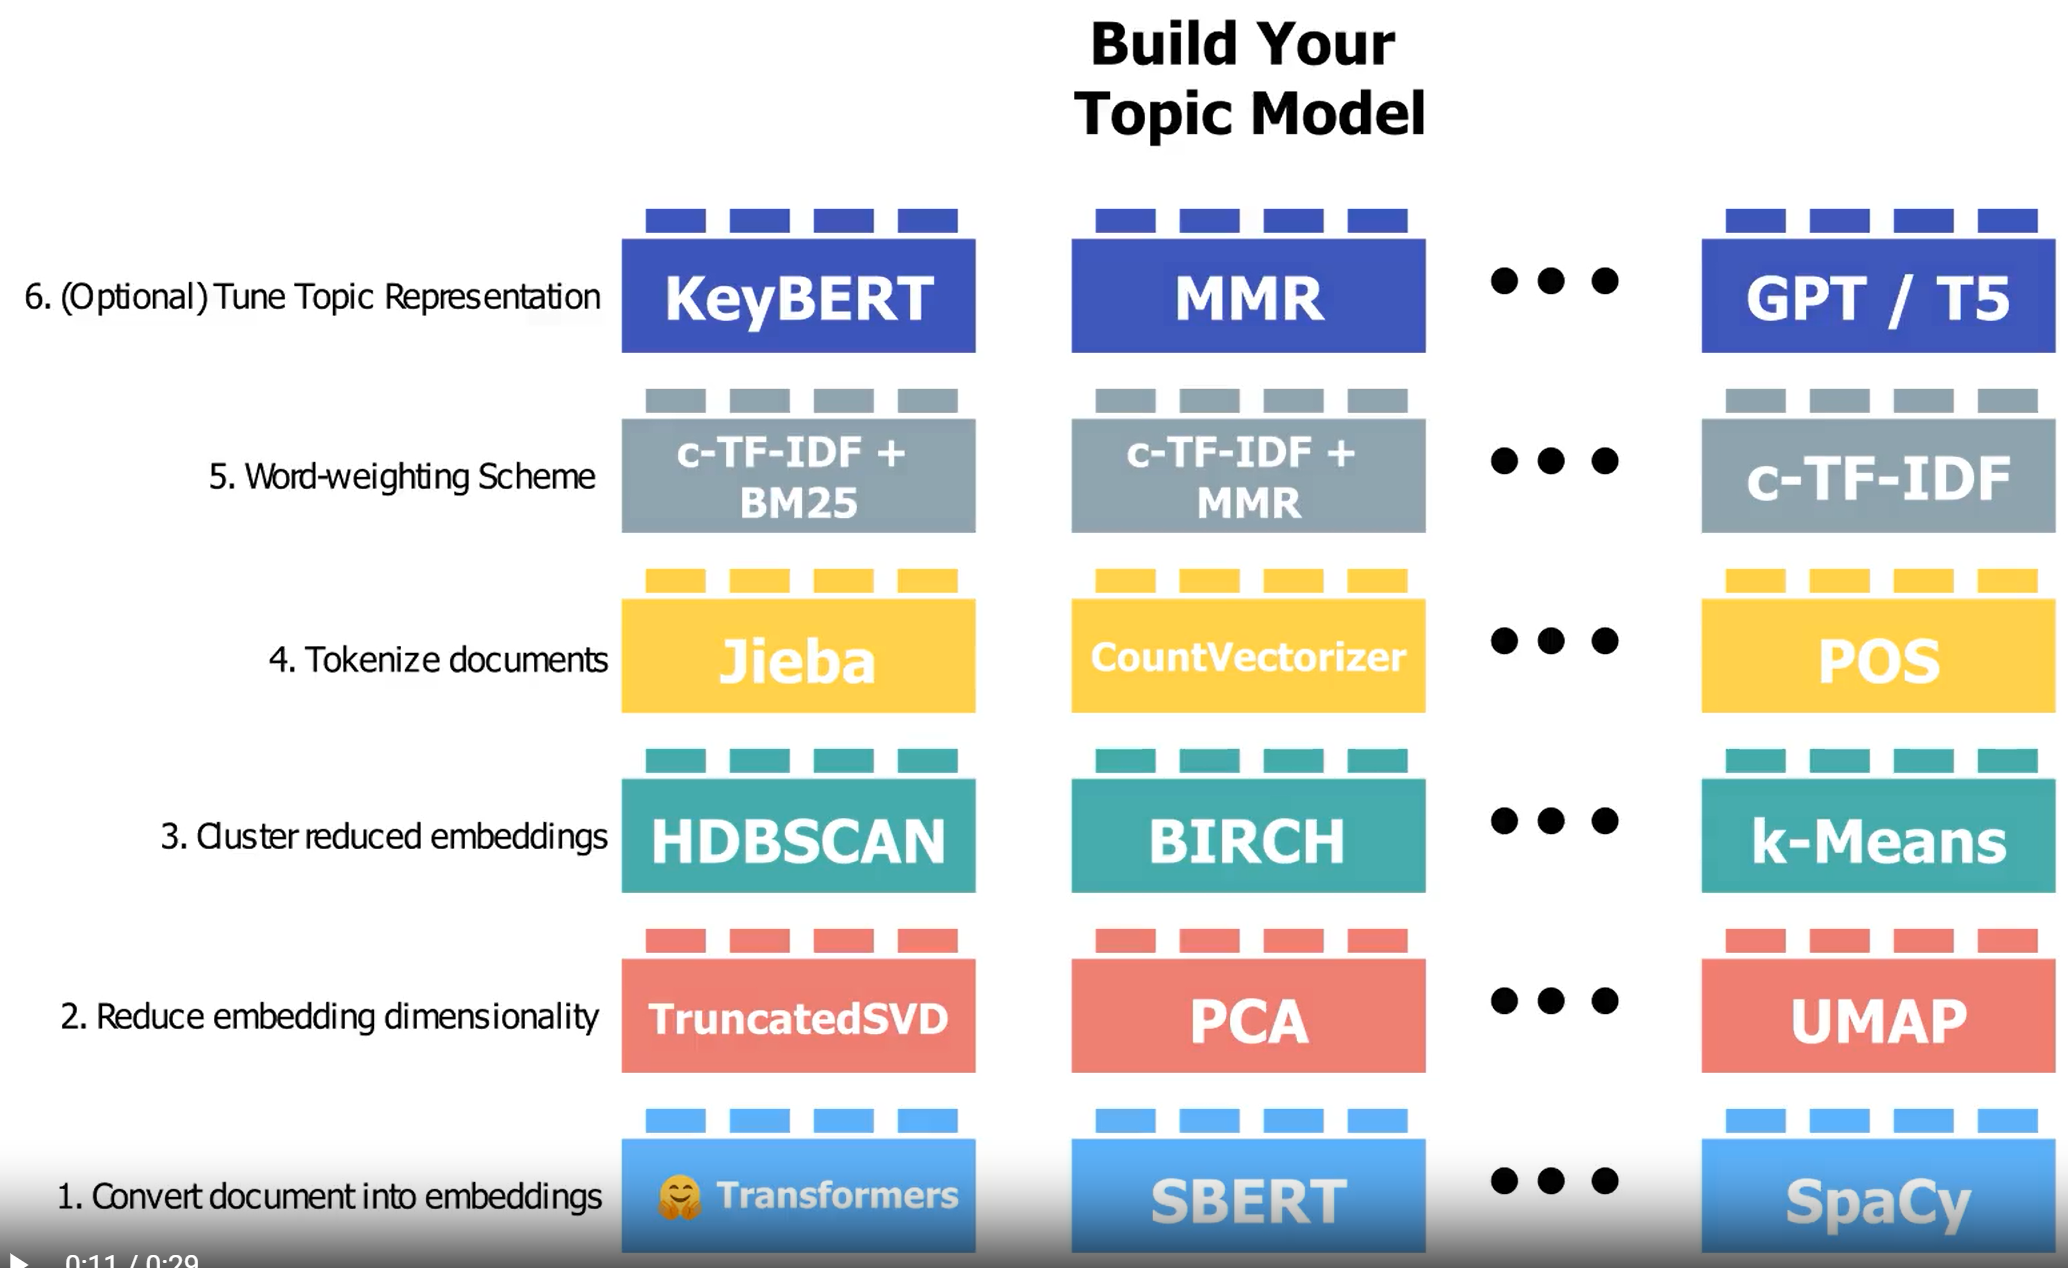 Build Your
Topic Model
6. (Optional) Tune Topic Representation
KeyBERT
MMR
GPT / T5
5. Word-weighting Scheme
c-TF-IDF +
BM25
c-TF-IDF +
MMR
c-TF-IDF
4. Tokenize documents
Jieba
CountVectorizer
POS
3. Cluster reduced embeddings
HDBSCAN
BIRCH
k-Means
2. Reduce embedding dimensionality
TruncatedSVD
PCA
UMAP
1. Convert document into embeddings
🤗 Transformers
SBERT
SpaCy
0:11 / 0:29